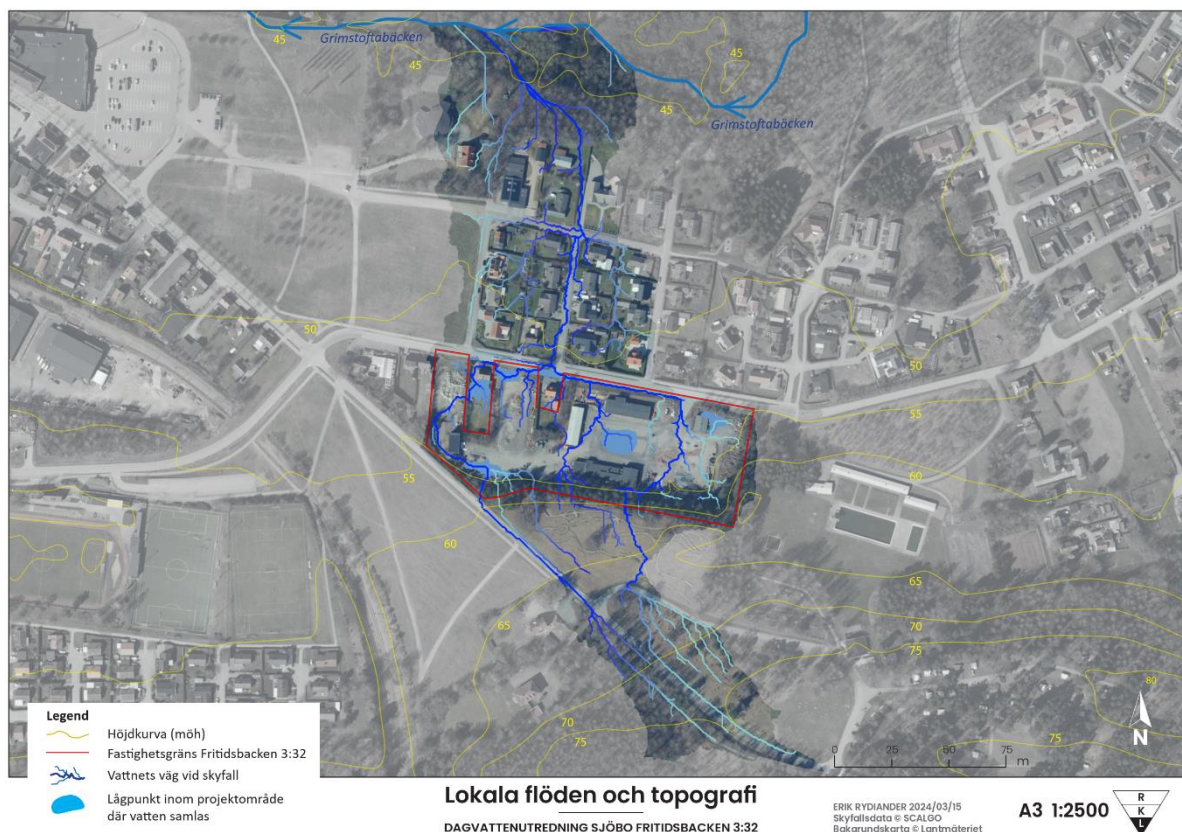 45
Grimstoftabäcken
45
45
45
Grimstoftabäcken
50
50
55
55
60
60
65
65
70
75
80
70
75
75
Legend
Höjdkurva (möh)
Fastighetsgräns Fritidsbacken 3:32
Vattnets väg vid skyfall
Lågpunkt inom projektområde
där vatten samlas
N
0 25 50 75
m
Lokala flöden och topografi
DAGVATTENUTREDNING SJÖBO FRITIDSBACKEN 3:32
ERIK RYDIANDER 2024/03/15
Skyfallsdata © SCALGO
Bakgrundskarta © Lantmäteriet
A3 1:2500
R
K
L